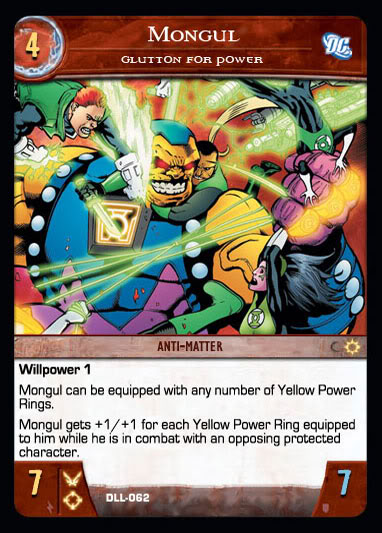 4
MONGUL
GLUTTON FOR POWER
DC
ANTI-MATTER
Willpower 1
Mongul can be equipped with any number of Yellow Power
Rings.
Mongul gets +1/+1 for each Yellow Power Ring equipped
to him while he is in combat with an opposing protected
character.
7
DLL-062
7